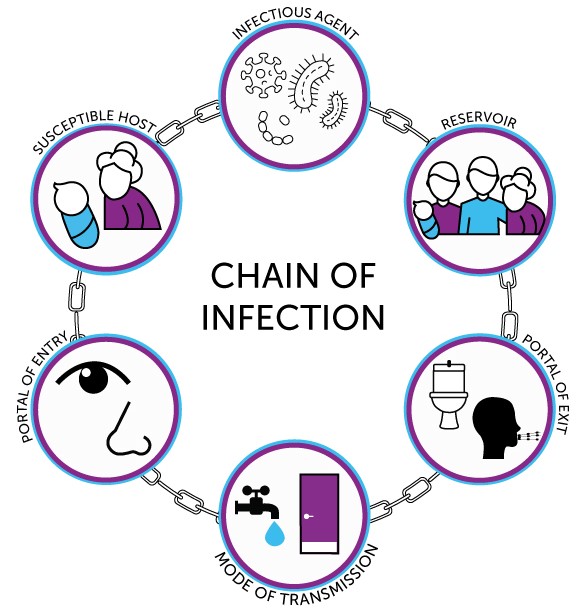 INFECTIOUS AGENT
RESERVOIR
PORTAL OF EXIT
MODE OF TRANSMISSION
PORTAL OF ENTRY
SUSCEPTIBLE HOST
CHAIN OF
INFECTION